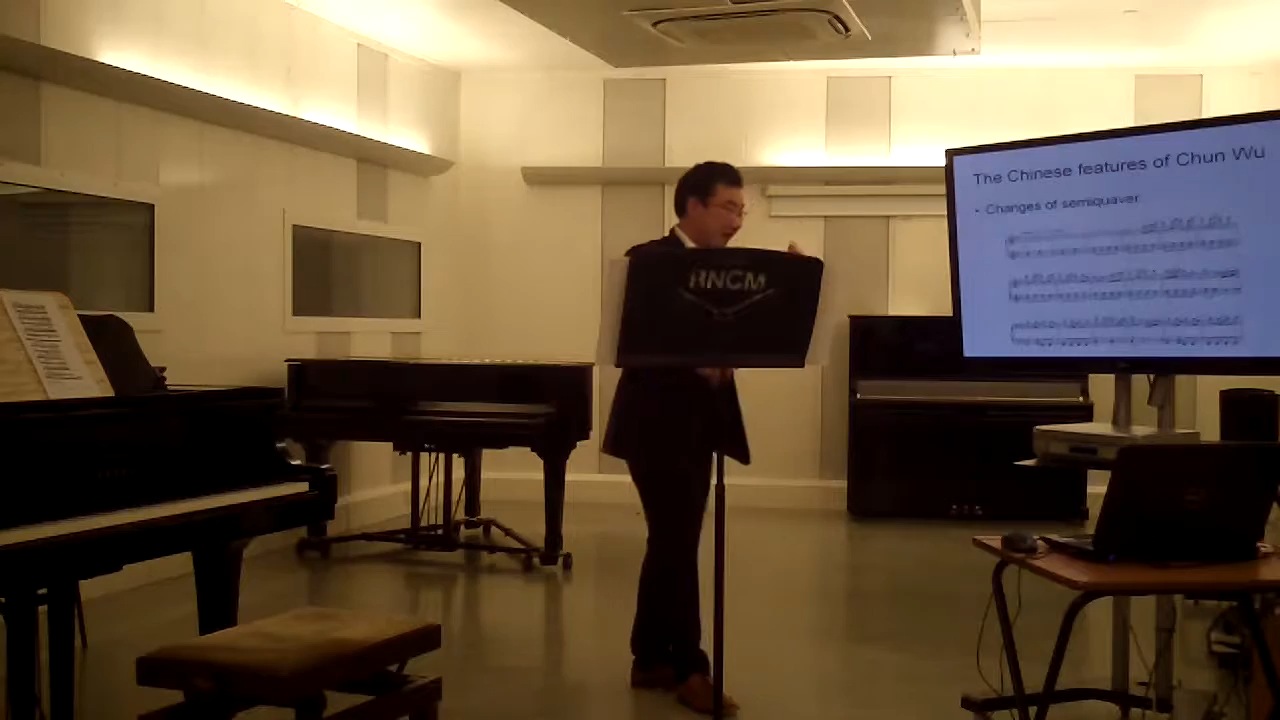 RNCM
The Chinese features of Chun Wu
• Changes of semiquaver